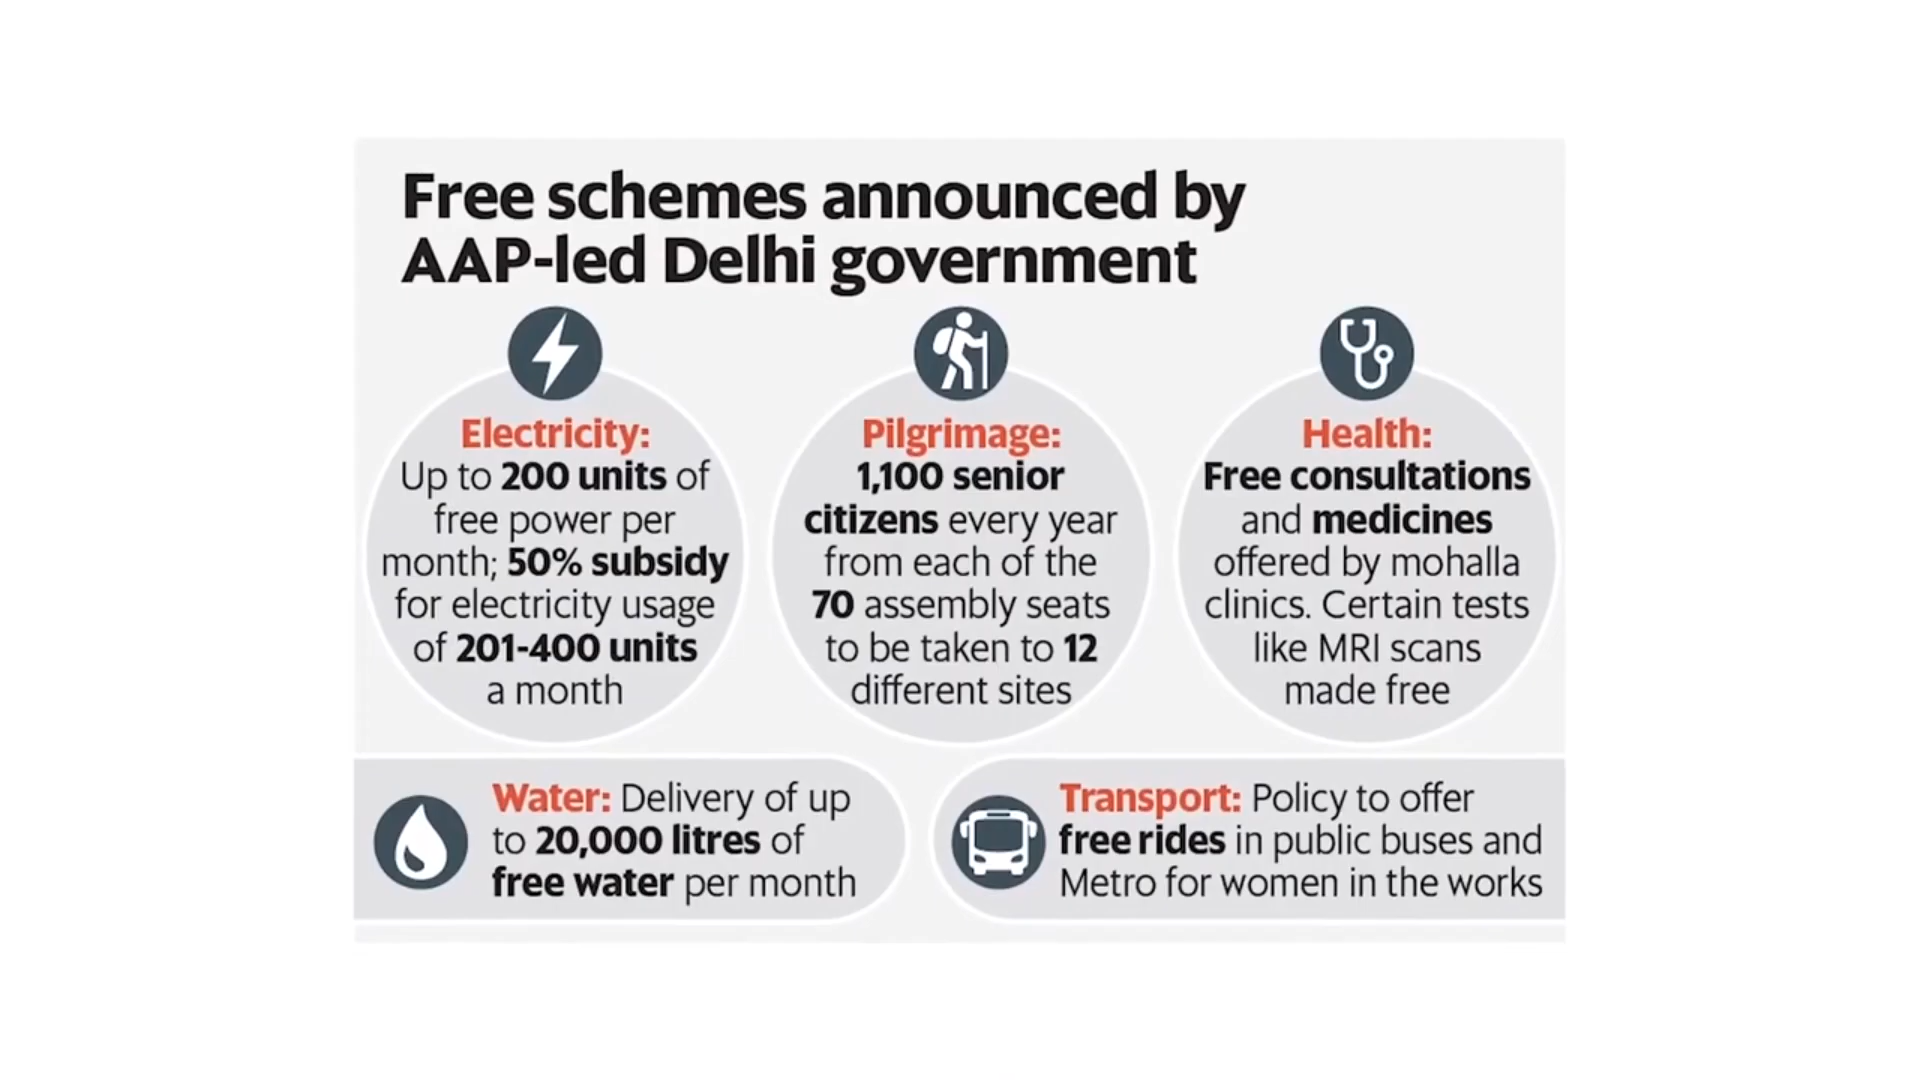 Free schemes announced by
AAP-led Delhi government
Electricity:
Up to 200 units of
free power per
month; 50% subsidy
for electricity usage
of 201-400 units
a month
Pilgrimage:
1,100 senior
citizens every year
from each of the
70 assembly seats
to be taken to 12
different sites
Health:
Free consultations
and medicines
offered by mohalla
clinics. Certain tests
like MRI scans
made free
Water: Delivery of up
to 20,000 litres of
free water per month
Transport: Policy to offer
free rides in public buses and
Metro for women in the works